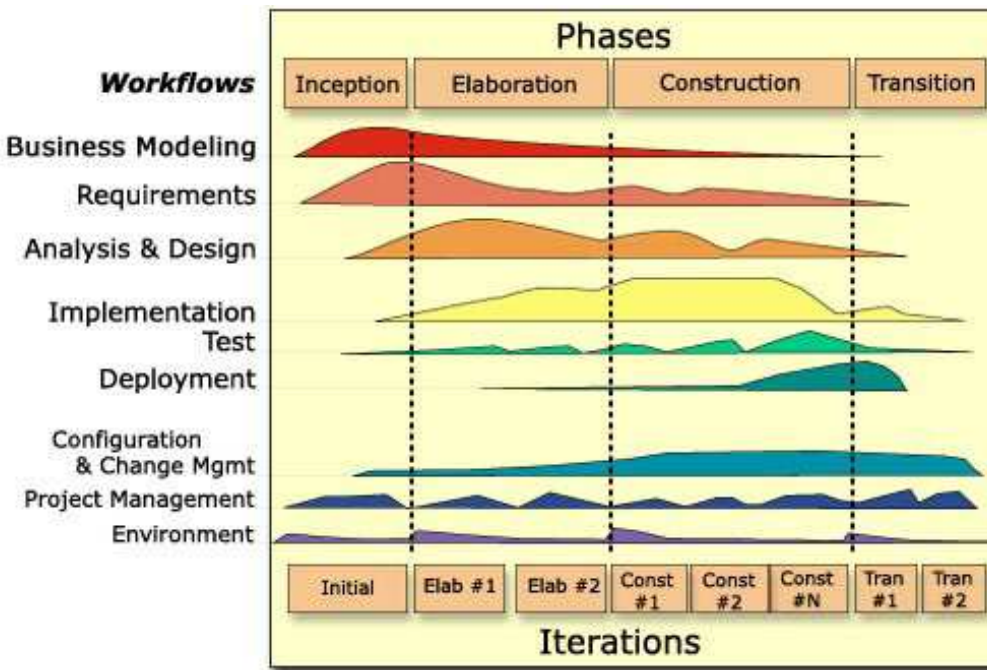 Phases
Workflows
Inception
Elaboration
Construction
Transition
Business Modeling
Requirements
Analysis & Design
Implementation
Test
Deployment
Configuration
& Change Mgmt
Project Management
Environment
Initial
Elab #1
Elab #2
Const
#1
Const
#2
Const
#N
Tran
#1
Tran
#2
Iterations